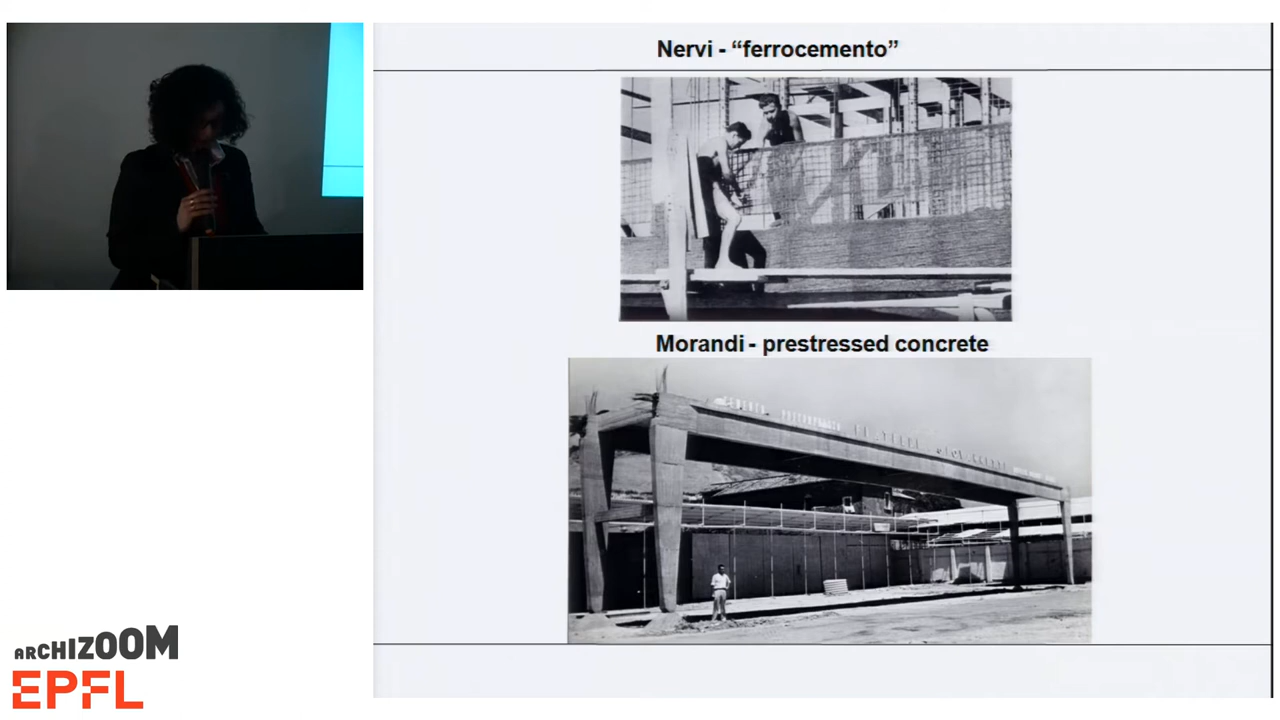 Nervi - “ferrocemento”
Morandi - prestressed concrete
ARCHIZOOM
EPFL